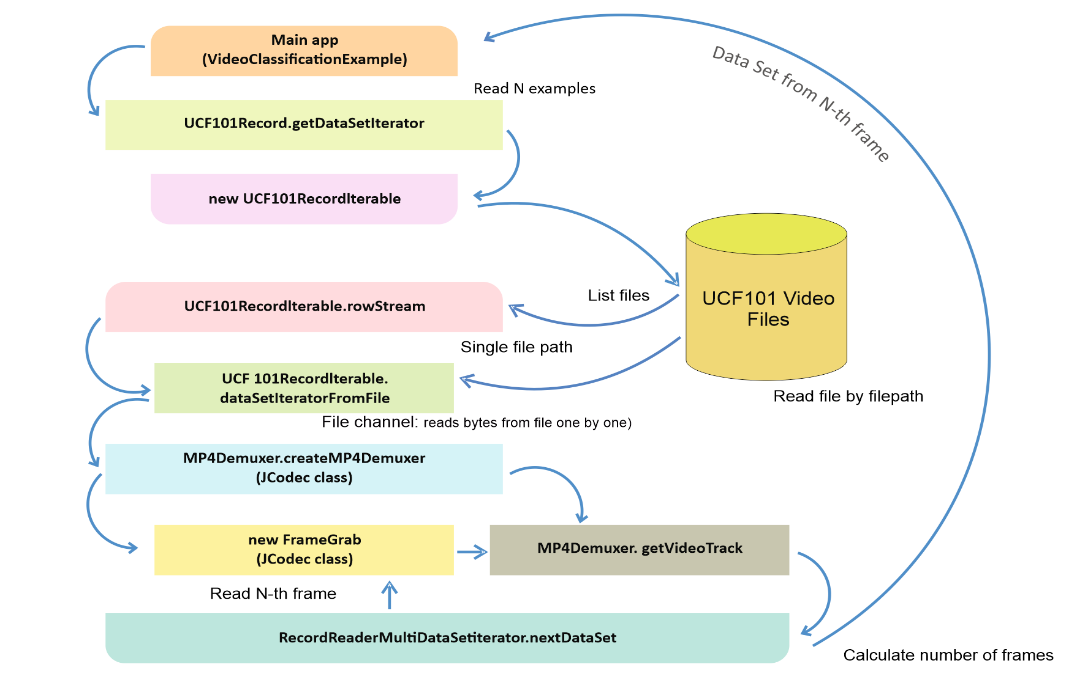 Main app
(VideoClassificationExample)
Data Set from N-th frame
Read N examples
UCF101Record.getDataSetIterator
new UCF101RecordIterable
UCF101 Video
Files
List files
UCF101RecordIterable.rowStream
Single file path
UCF 101RecordIterable.
dataSetIteratorFromFile
Read file by filepath
File channel: reads bytes from file one by one)
MP4Demuxer.createMP4Demuxer
(JCodec class)
new FrameGrab
(JCodec class)
MP4Demuxer. getVideoTrack
Read N-th frame
RecordReaderMultiDataSetiterator.nextDataSet
Calculate number of frames